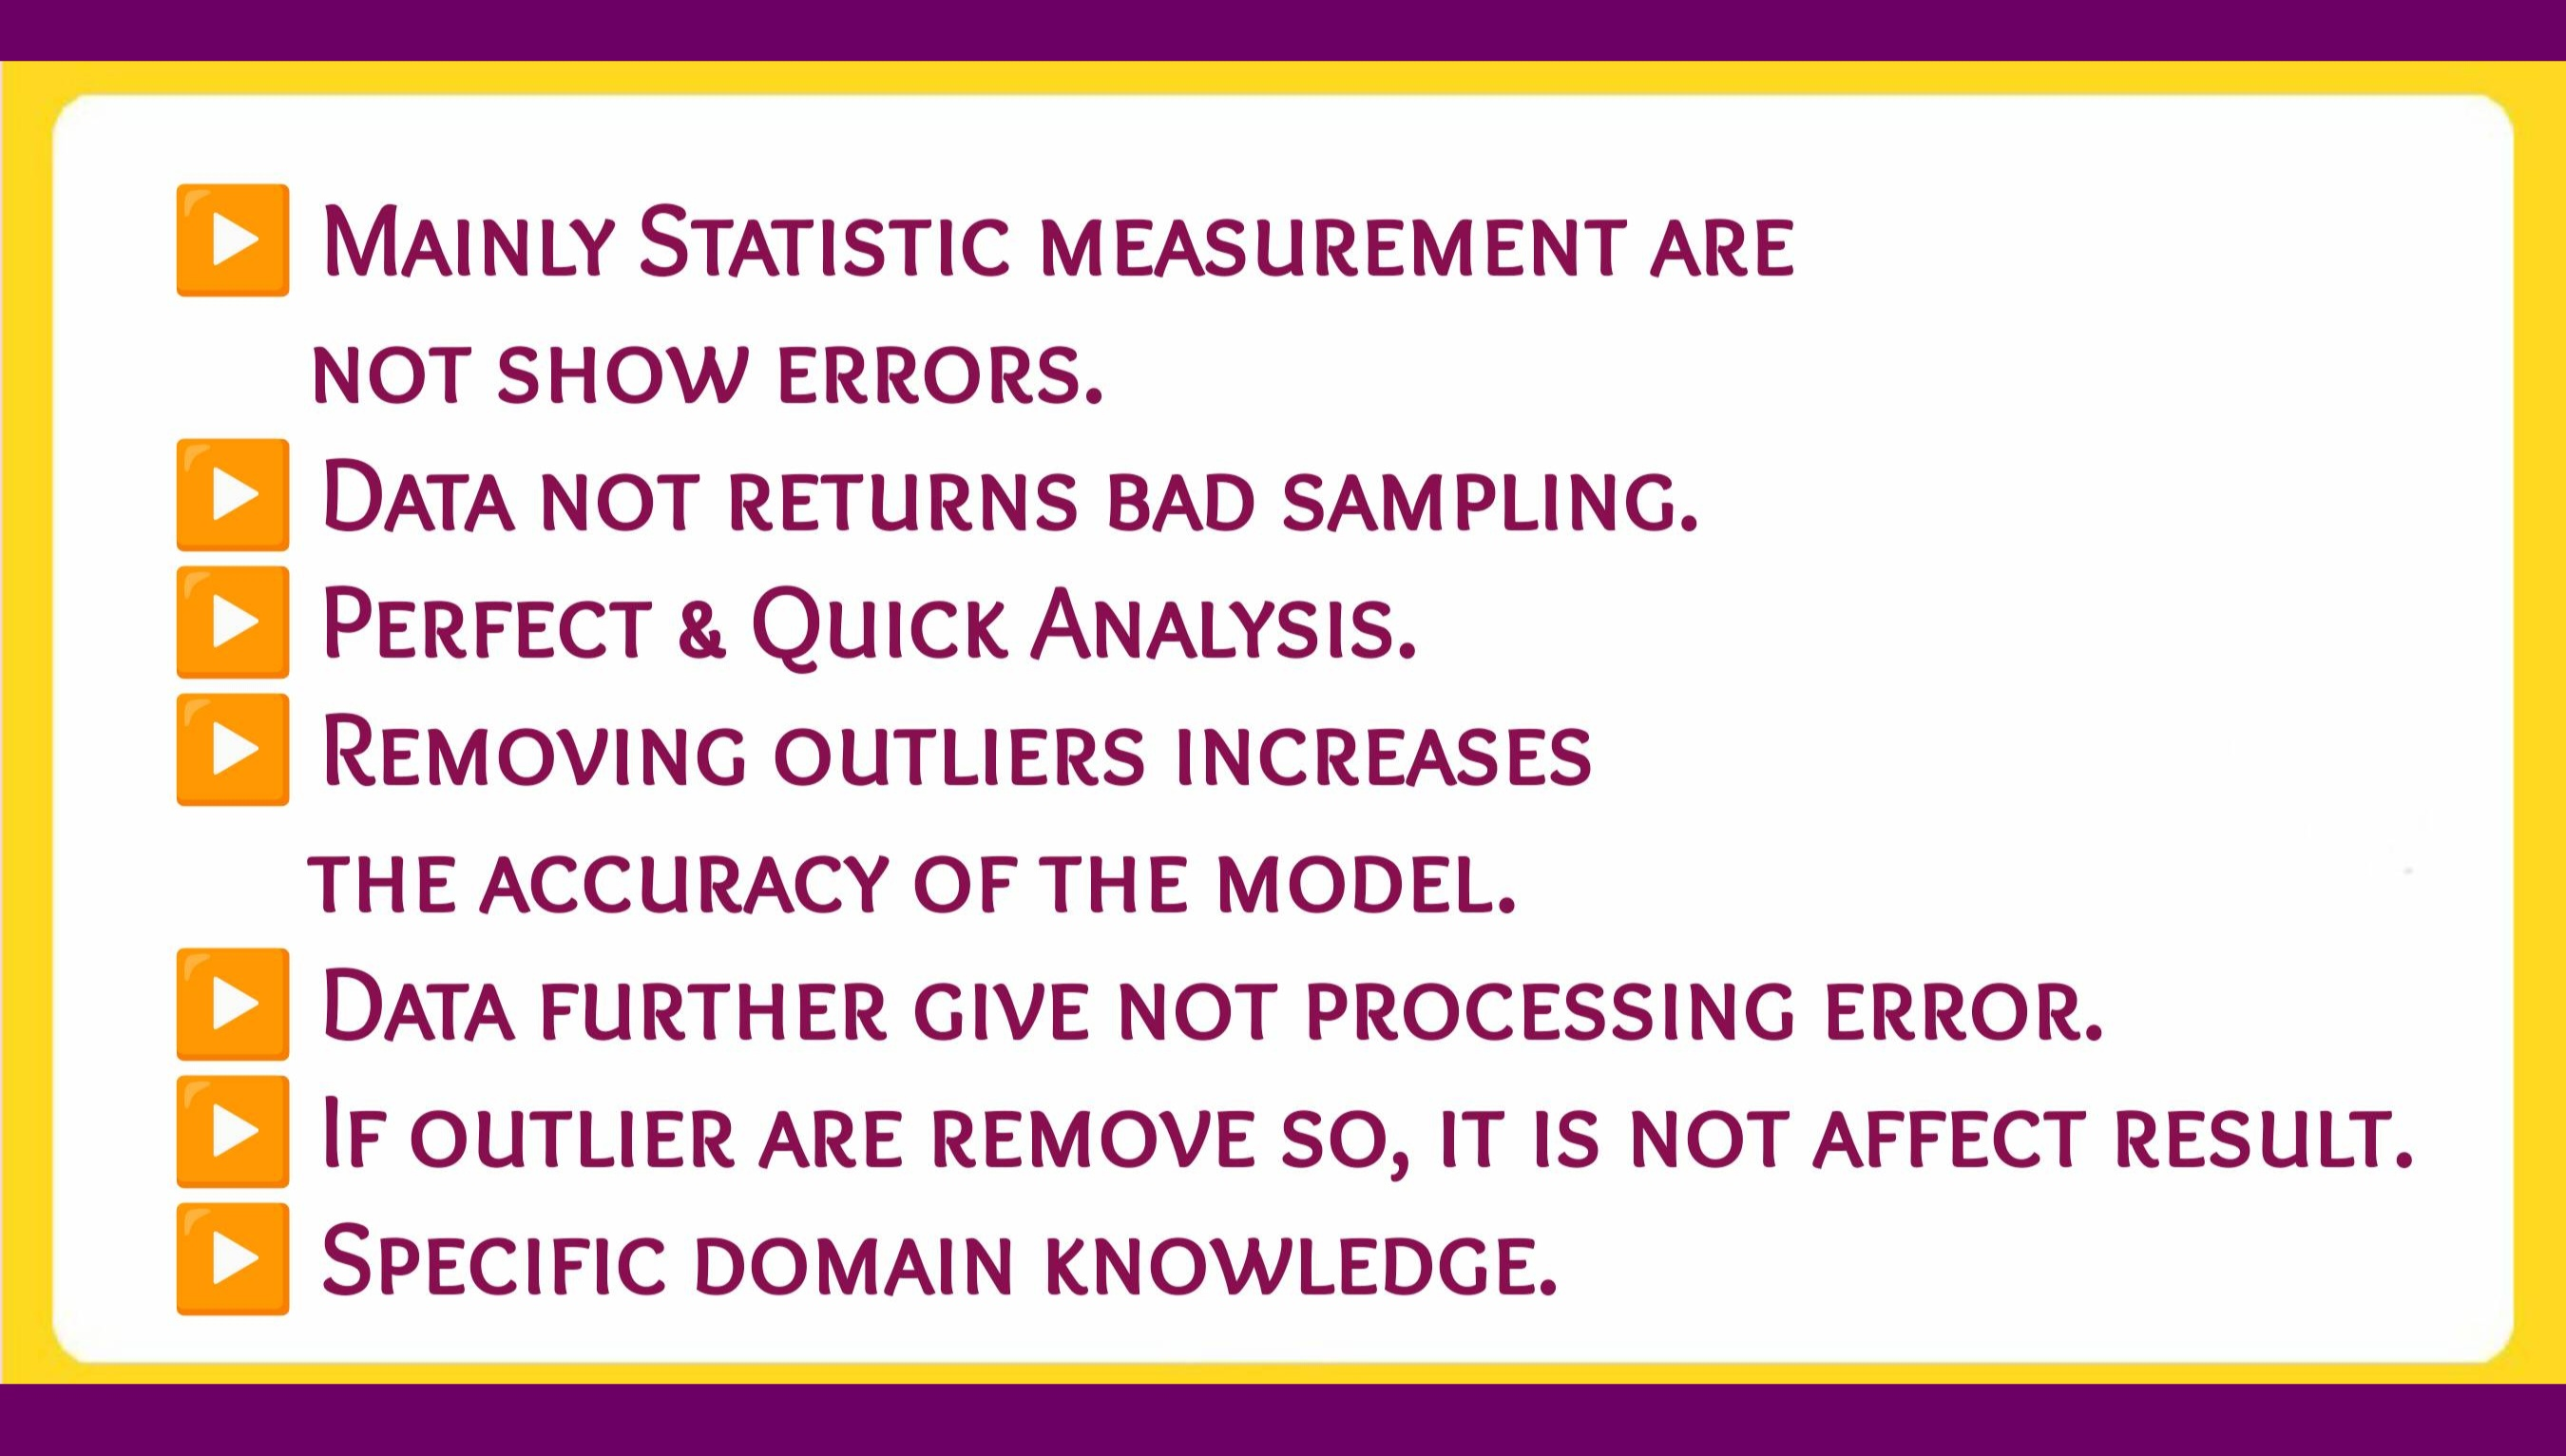 Mainly Statistic measurement are
not show errors.
Data not returns bad sampling.
Perfect & Quick Analysis.
Removing outliers increases
the accuracy of the model.
Data further give not processing error.
If outlier are remove so, it is not affect result.
Specific domain knowledge.